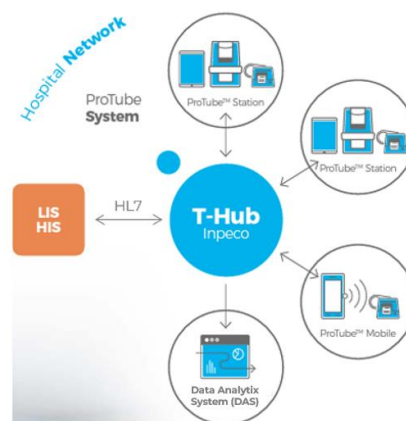 Hospital Network
ProTube
System
ProTube™ Station
ProTube™ Station
LIS
HIS
HL7
T-Hub
Inpeco
ProTube™ Mobile
Data Analytix
System (DAS)